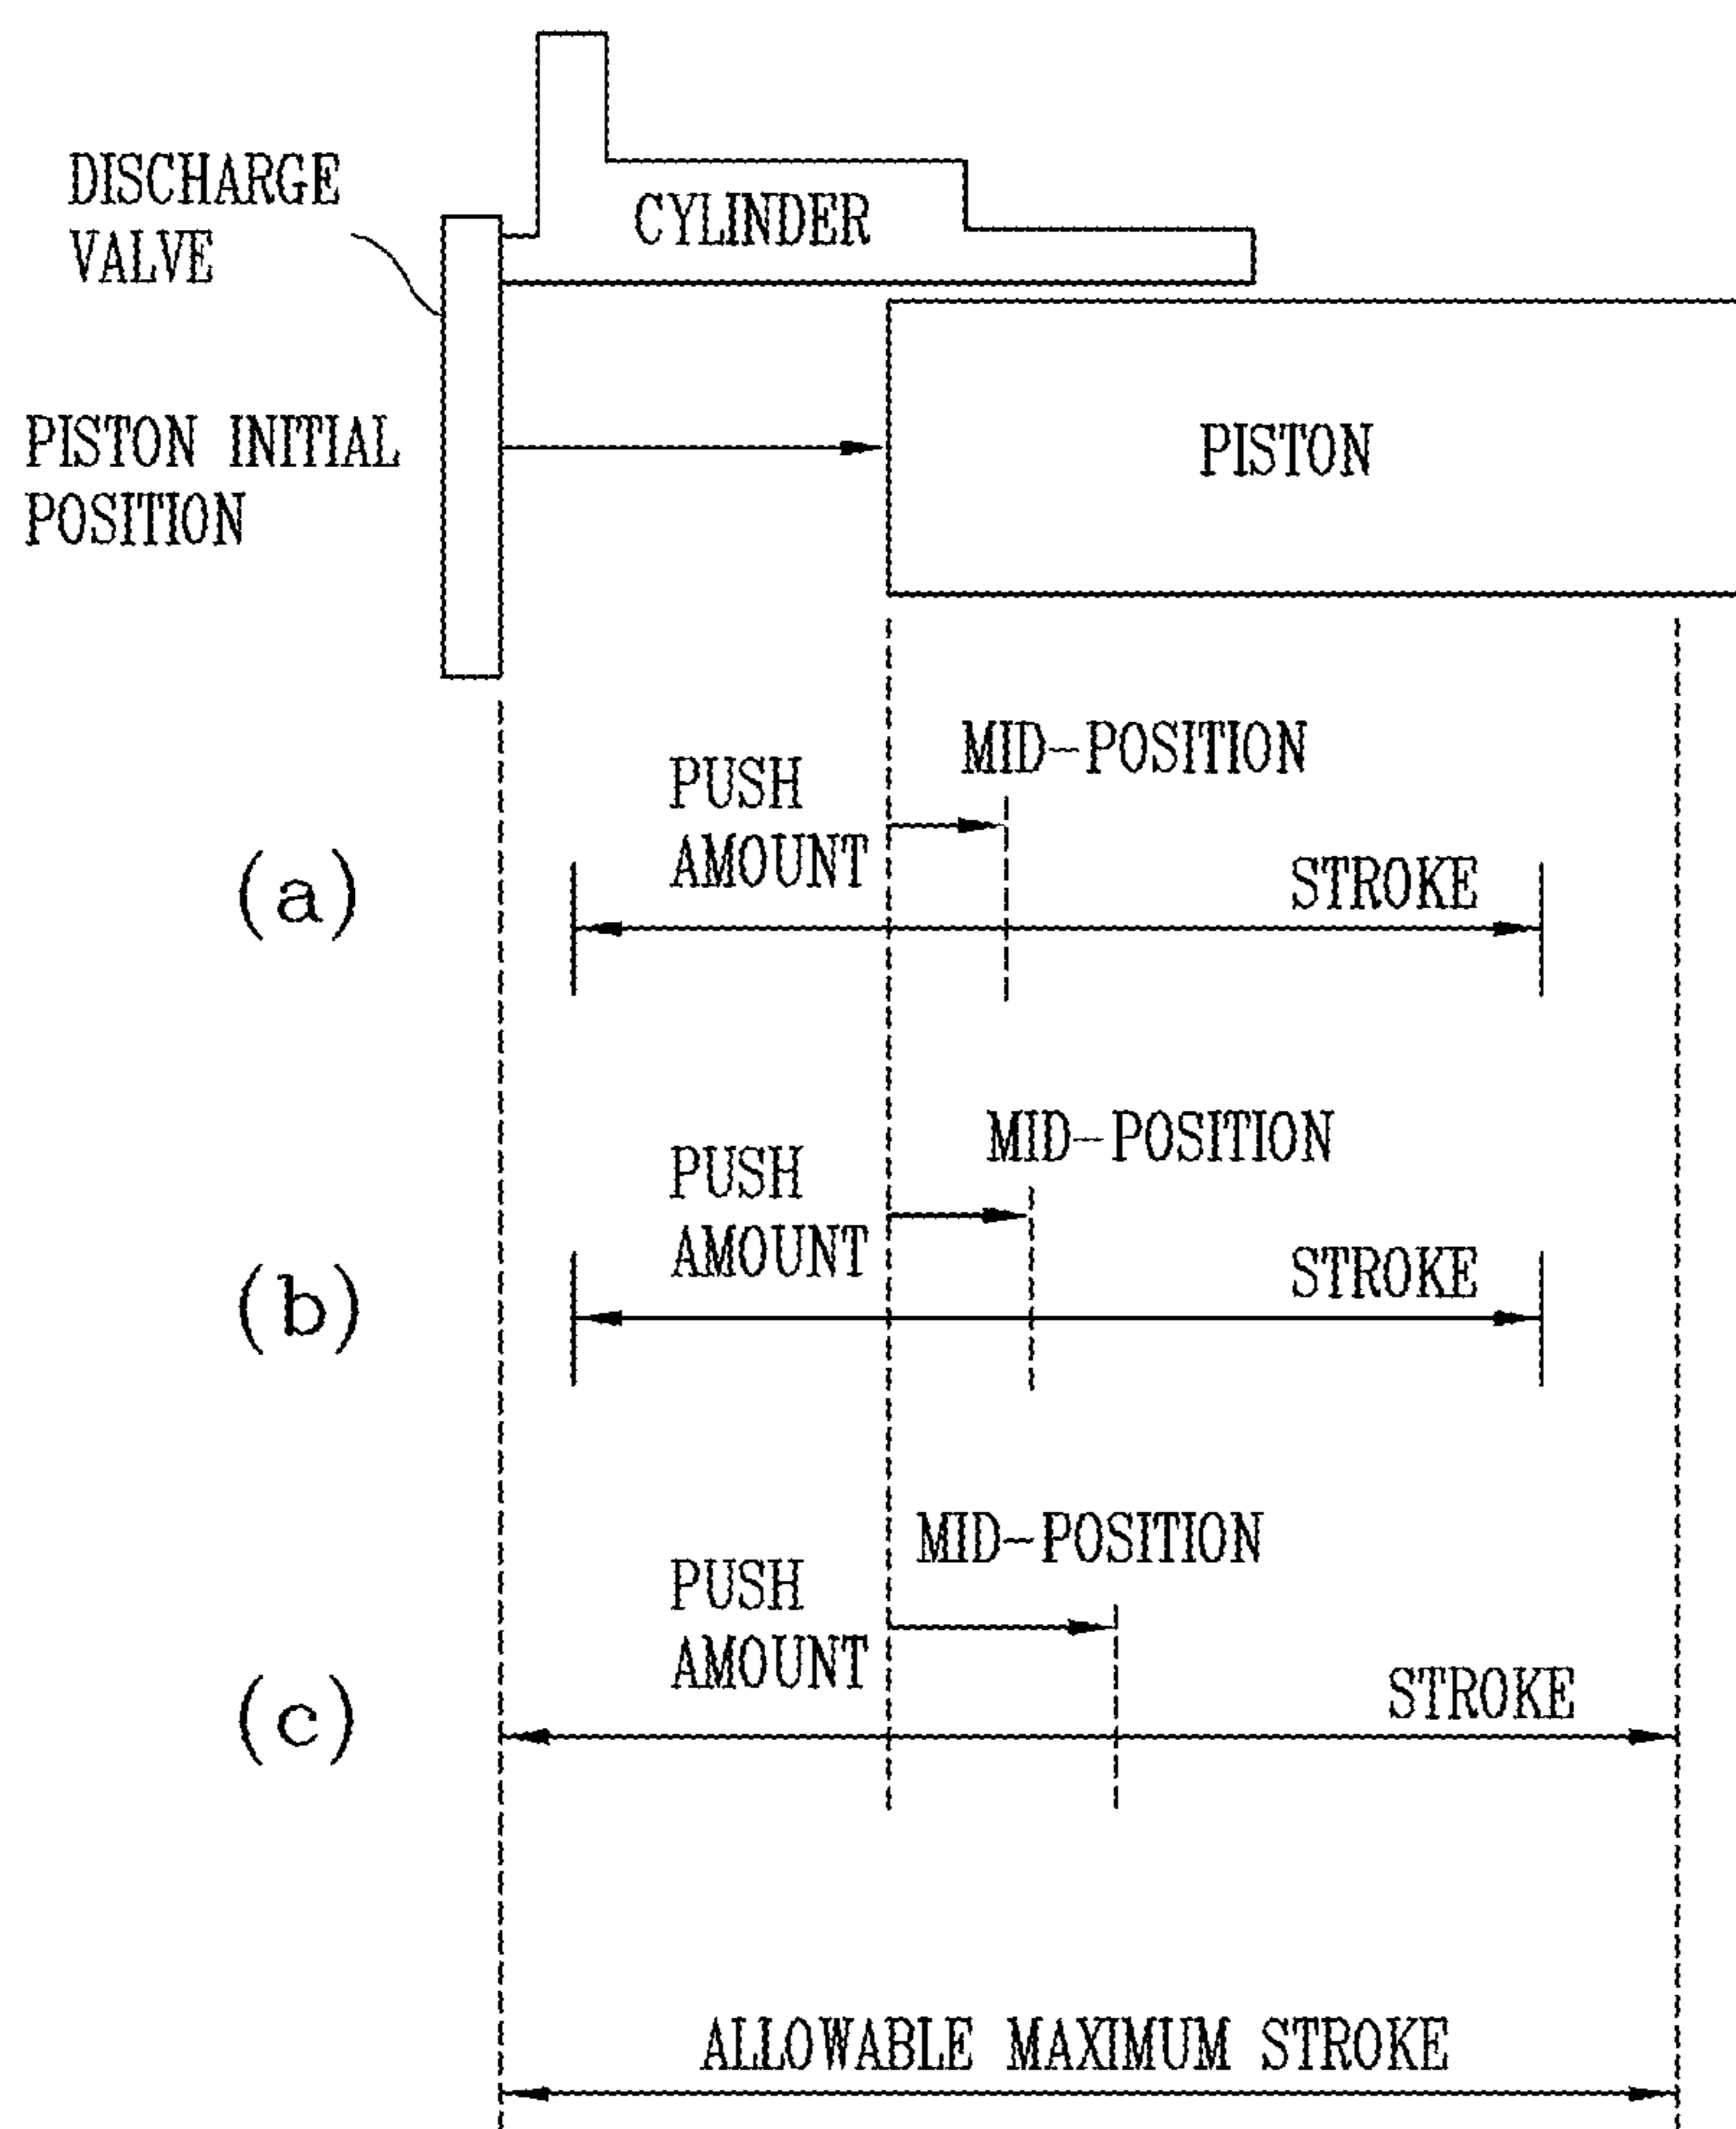 DISCHARGE
VALVE
CYLINDER
PISTON INITIAL
POSITION
PISTON
MID-POSITION
PUSH
AMOUNT
(a)
STROKE
MID-POSITION
PUSH
AMOUNT
(b)
STROKE
MID-POSITION
PUSH
AMOUNT
(c)
STROKE
ALLOWABLE MAXIMUM STROKE